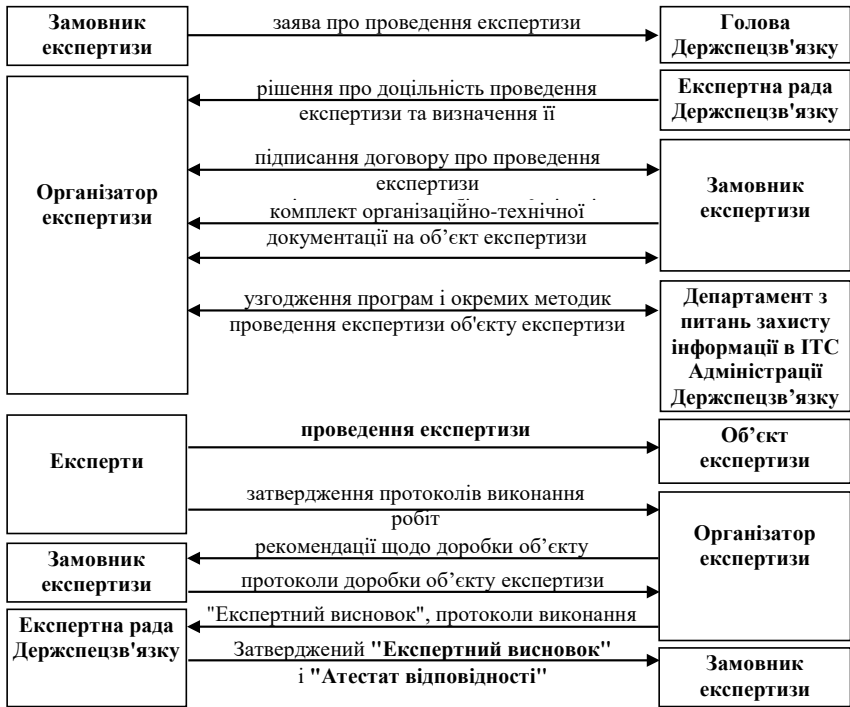 Замовник
експертизи
заява про проведення експертизи
Голова
Держспецзв'язку
рішення про доцільність проведення
експертизи та визначення її
Експертна рада
Держспецзв'язку
Організатор
експертизи
підписання договору про проведення
експертизи
комплект організаційно-технічної
документації на об’єкт експертизи
Замовник
експертизи
узгодження програм і окремих методик
проведення експертизи об'єкту експертизи
Департамент з
питань захисту
інформації в ІТС
Адміністрації
Держспецзв’язку
Експерти
проведення експертизи
Об’єкт
експертизи
затвердження протоколів виконання
робіт
Організатор
експертизи
рекомендації щодо доробки об’єкту
Замовник
експертизи
протоколи доробки об’єкту експертизи
"Експертний висновок", протоколи виконання
Експертна рада
Держспецзв'язку
Затверджений "Експертний висновок"
і "Атестат відповідності"
Замовник
експертизи